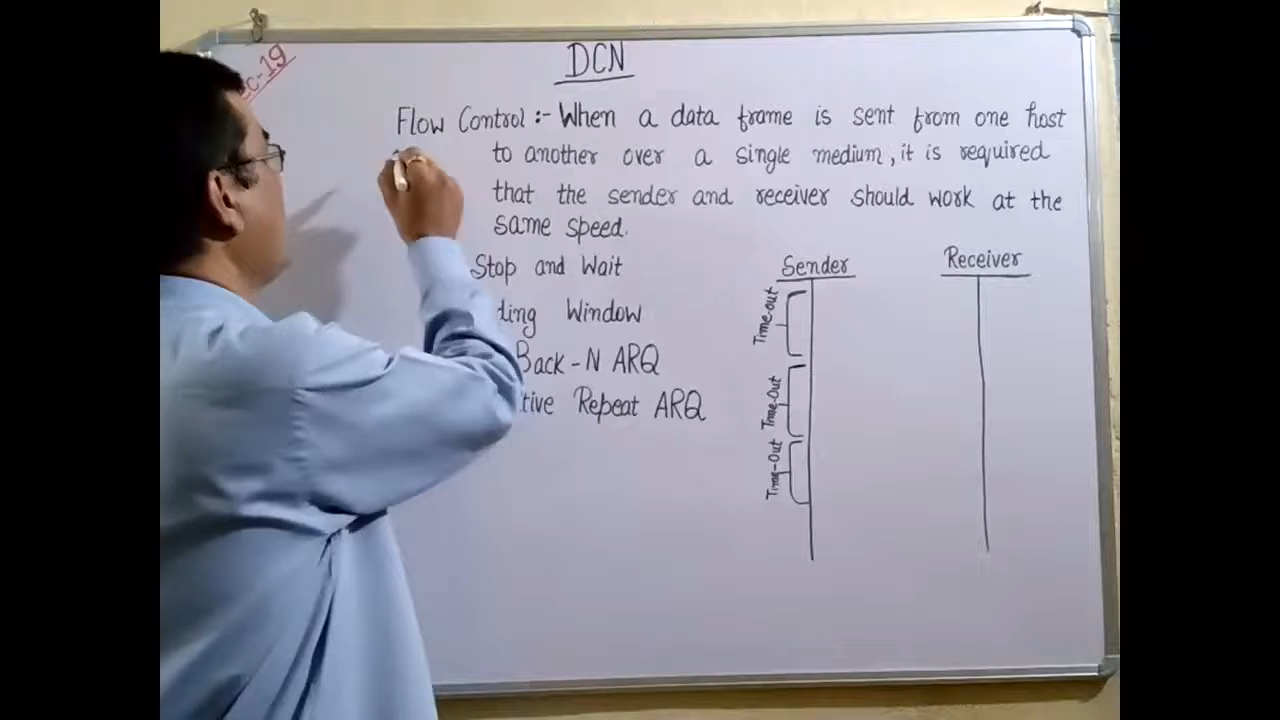 DCN
Flow Control :- When a data frame is sent from one host
to another over a single medium, it is required
that the sender and receiver should work at the
same speed.
Stop and Wait
Window
Back-N ARQ
Repeat ARQ
Sender
Receiver
Time-out
Time-Out
Time-Out